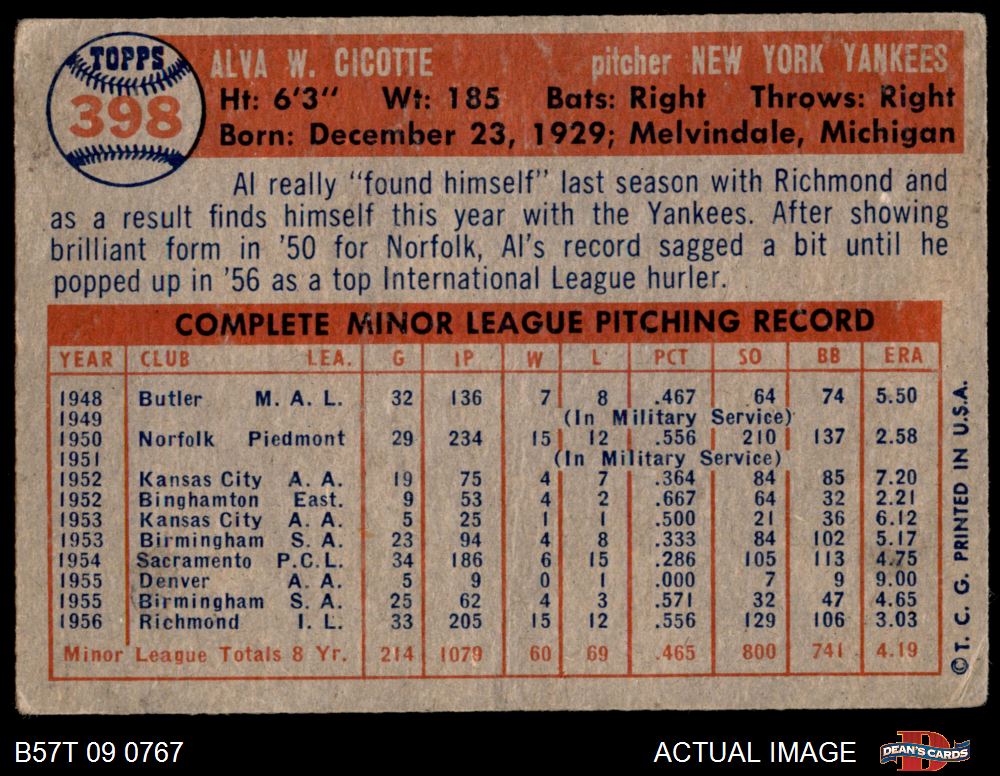 TOPPS
398
ALVA W. CICOTTE pitcher NEW YORK YANKEES
Ht: 6'3" Wt: 185 Bats: Right Throws: Right
Born: December 23, 1929; Melvindale, Michigan
Al really "found himself" last season with Richmond and
as a result finds himself this year with the Yankees. After showing
brilliant form in '50 for Norfolk, Al's record sagged a bit until he
popped up in '56 as a top International League hurler.
COMPLETE MINOR LEAGUE PITCHING RECORD
YEAR CLUB LEA. G IP W L PCT SO BB ERA
1948 Butler M. A. L. 32 136 7 8 .467 64 74 5.50
1949 (In Military Service)
1950 Norfolk Piedmont 29 234 15 12 .556 210 137 2.58
1951 (In Military Service)
1952 Kansas City A. A. 19 75 4 7 .364 84 85 7.20
1952 Binghamton East. 9 53 4 2 .667 64 32 2.21
1953 Kansas City A. A. 5 25 1 1 .500 21 36 6.12
1953 Birmingham S. A. 23 94 4 8 .333 84 102 5.17
1954 Sacramento P.C.L. 34 186 6 15 .286 105 113 4.75
1955 Denver A. A. 5 9 0 1 .000 7 9 9.00
1955 Birmingham S. A. 25 62 4 3 .571 32 47 4.65
1956 Richmond I. L. 33 205 15 12 .556 129 106 3.03
Minor League Totals 8 Yr. 214 1079 60 69 .465 800 741 4.19
©T. C. G. PRINTED IN U.S.A.
B57T 09 0767
ACTUAL IMAGE
D
DEAN'S CARDS